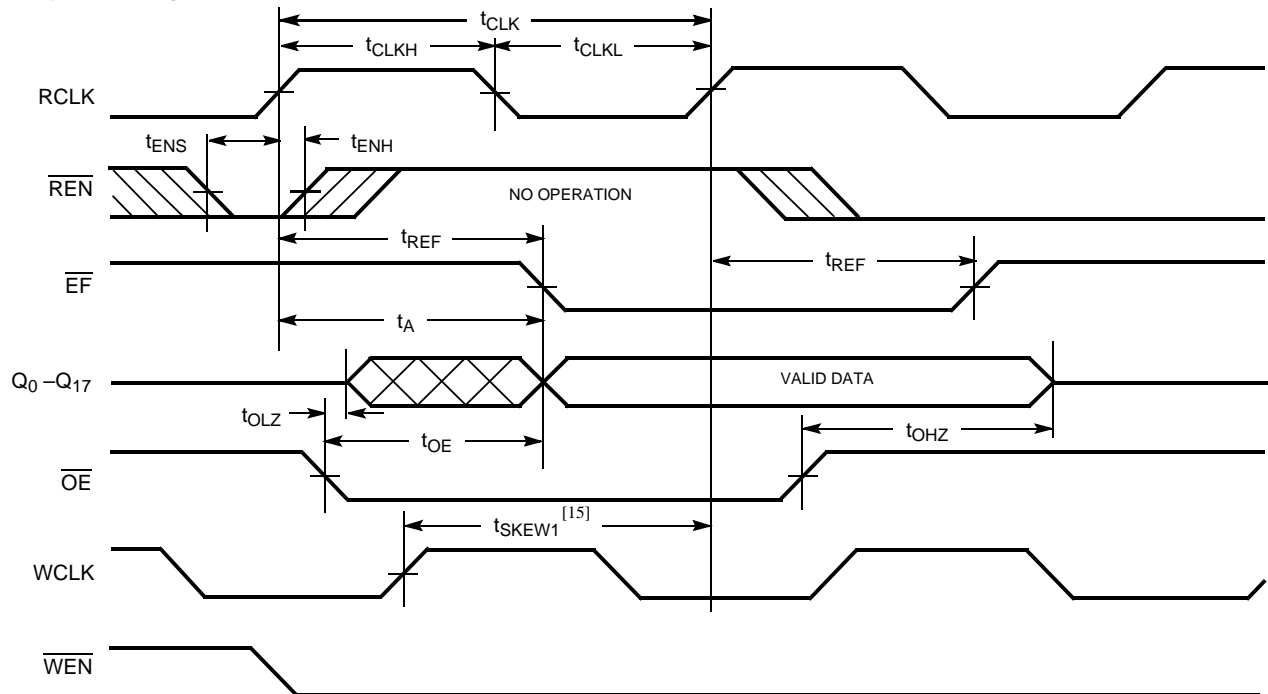 tCLK
tCLKH
tCLKL
RCLK
tENS
tENH
REN
NO OPERATION
tREF
tREF
EF
tA
Q0 –Q17
VALID DATA
tOLZ
tOE
tOHZ
OE
tSKEW1 [15]
WCLK
WEN